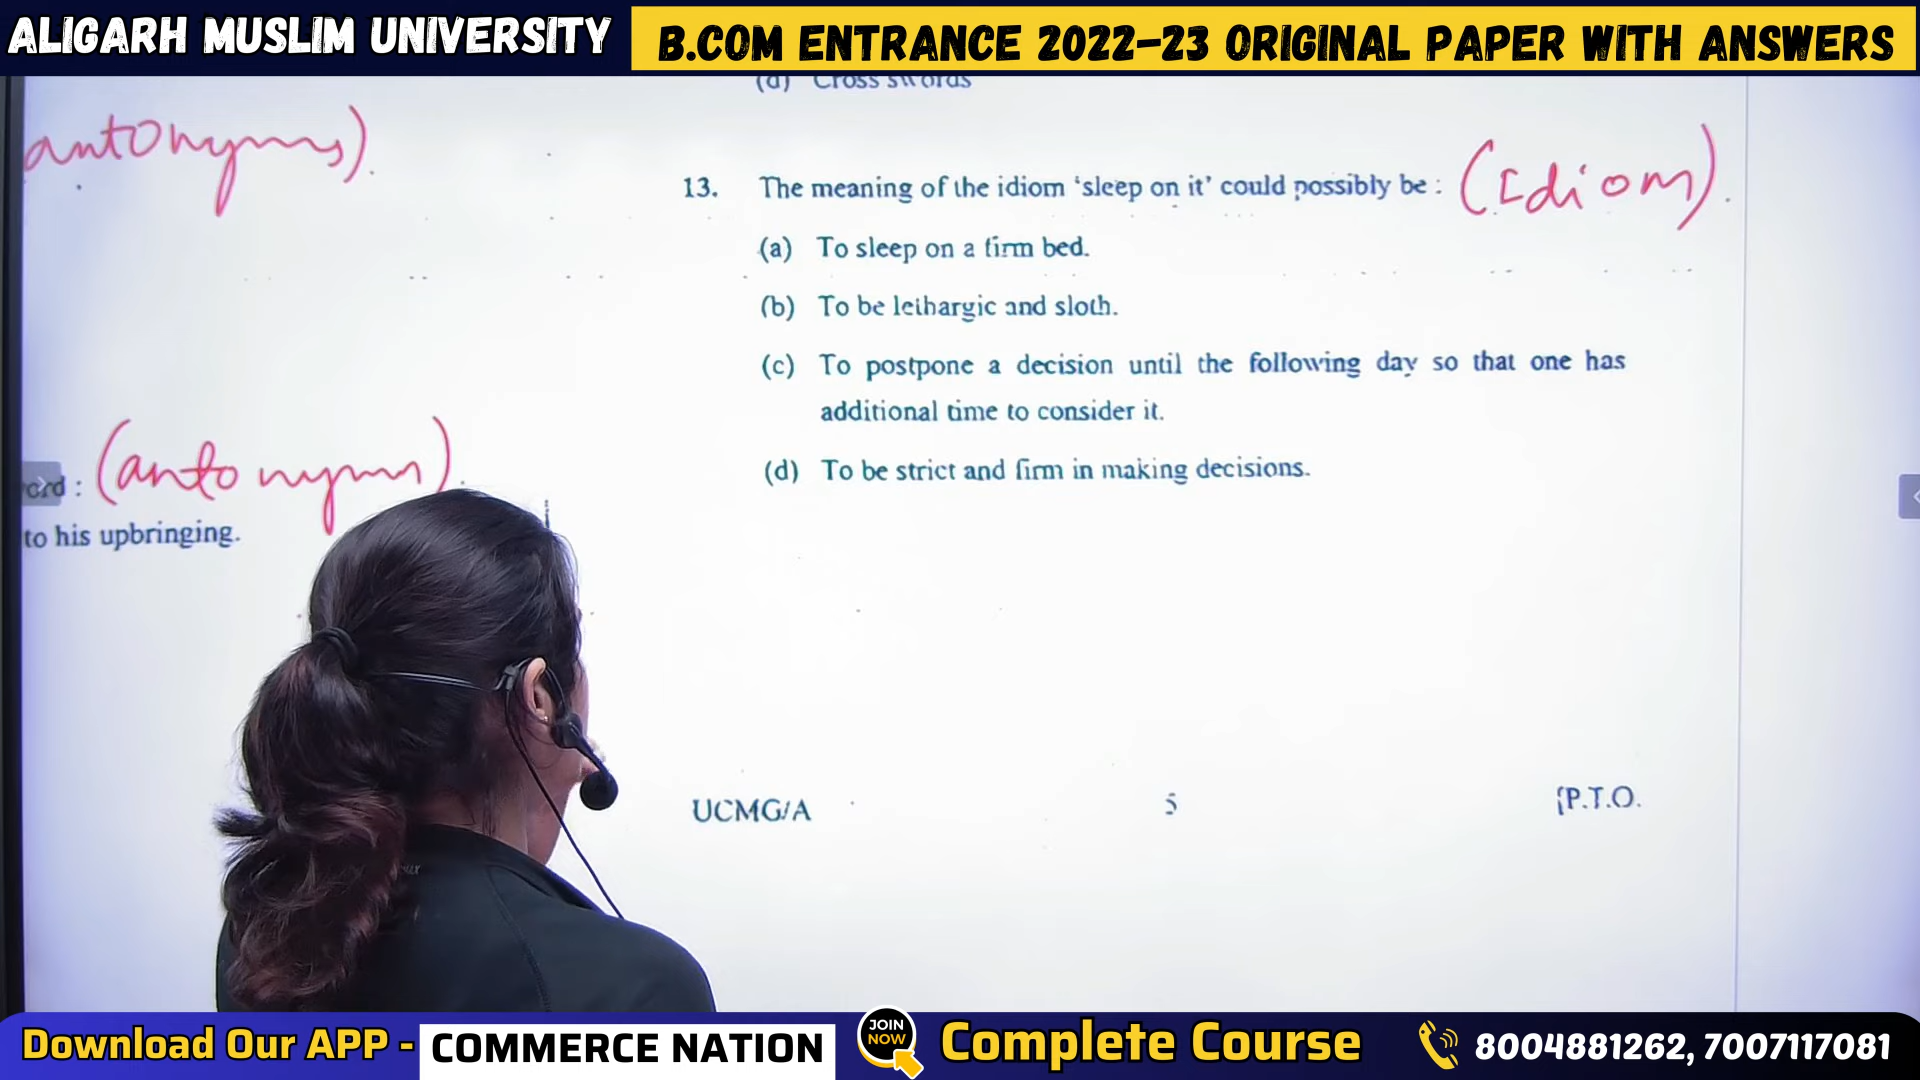 ALIGARH MUSLIM UNIVERSITY
B.COM ENTRANCE 2022-23 ORIGINAL PAPER WITH ANSWERS
(d) Cross swords
antonyms).
13. The meaning of the idiom ‘sleep on it’ could possibly be : (Idiom).
(a) To sleep on a firm bed.
(b) To be lethargic and sloth.
(c) To postpone a decision until the following day so that one has
additional time to consider it.
(d) To be strict and firm in making decisions.
ord : (antonym).
to his upbringing.
UCMG/A 5 [P.T.O.
Download Our APP - COMMERCE NATION
JOIN NOW
Complete Course
8004881262, 7007117081